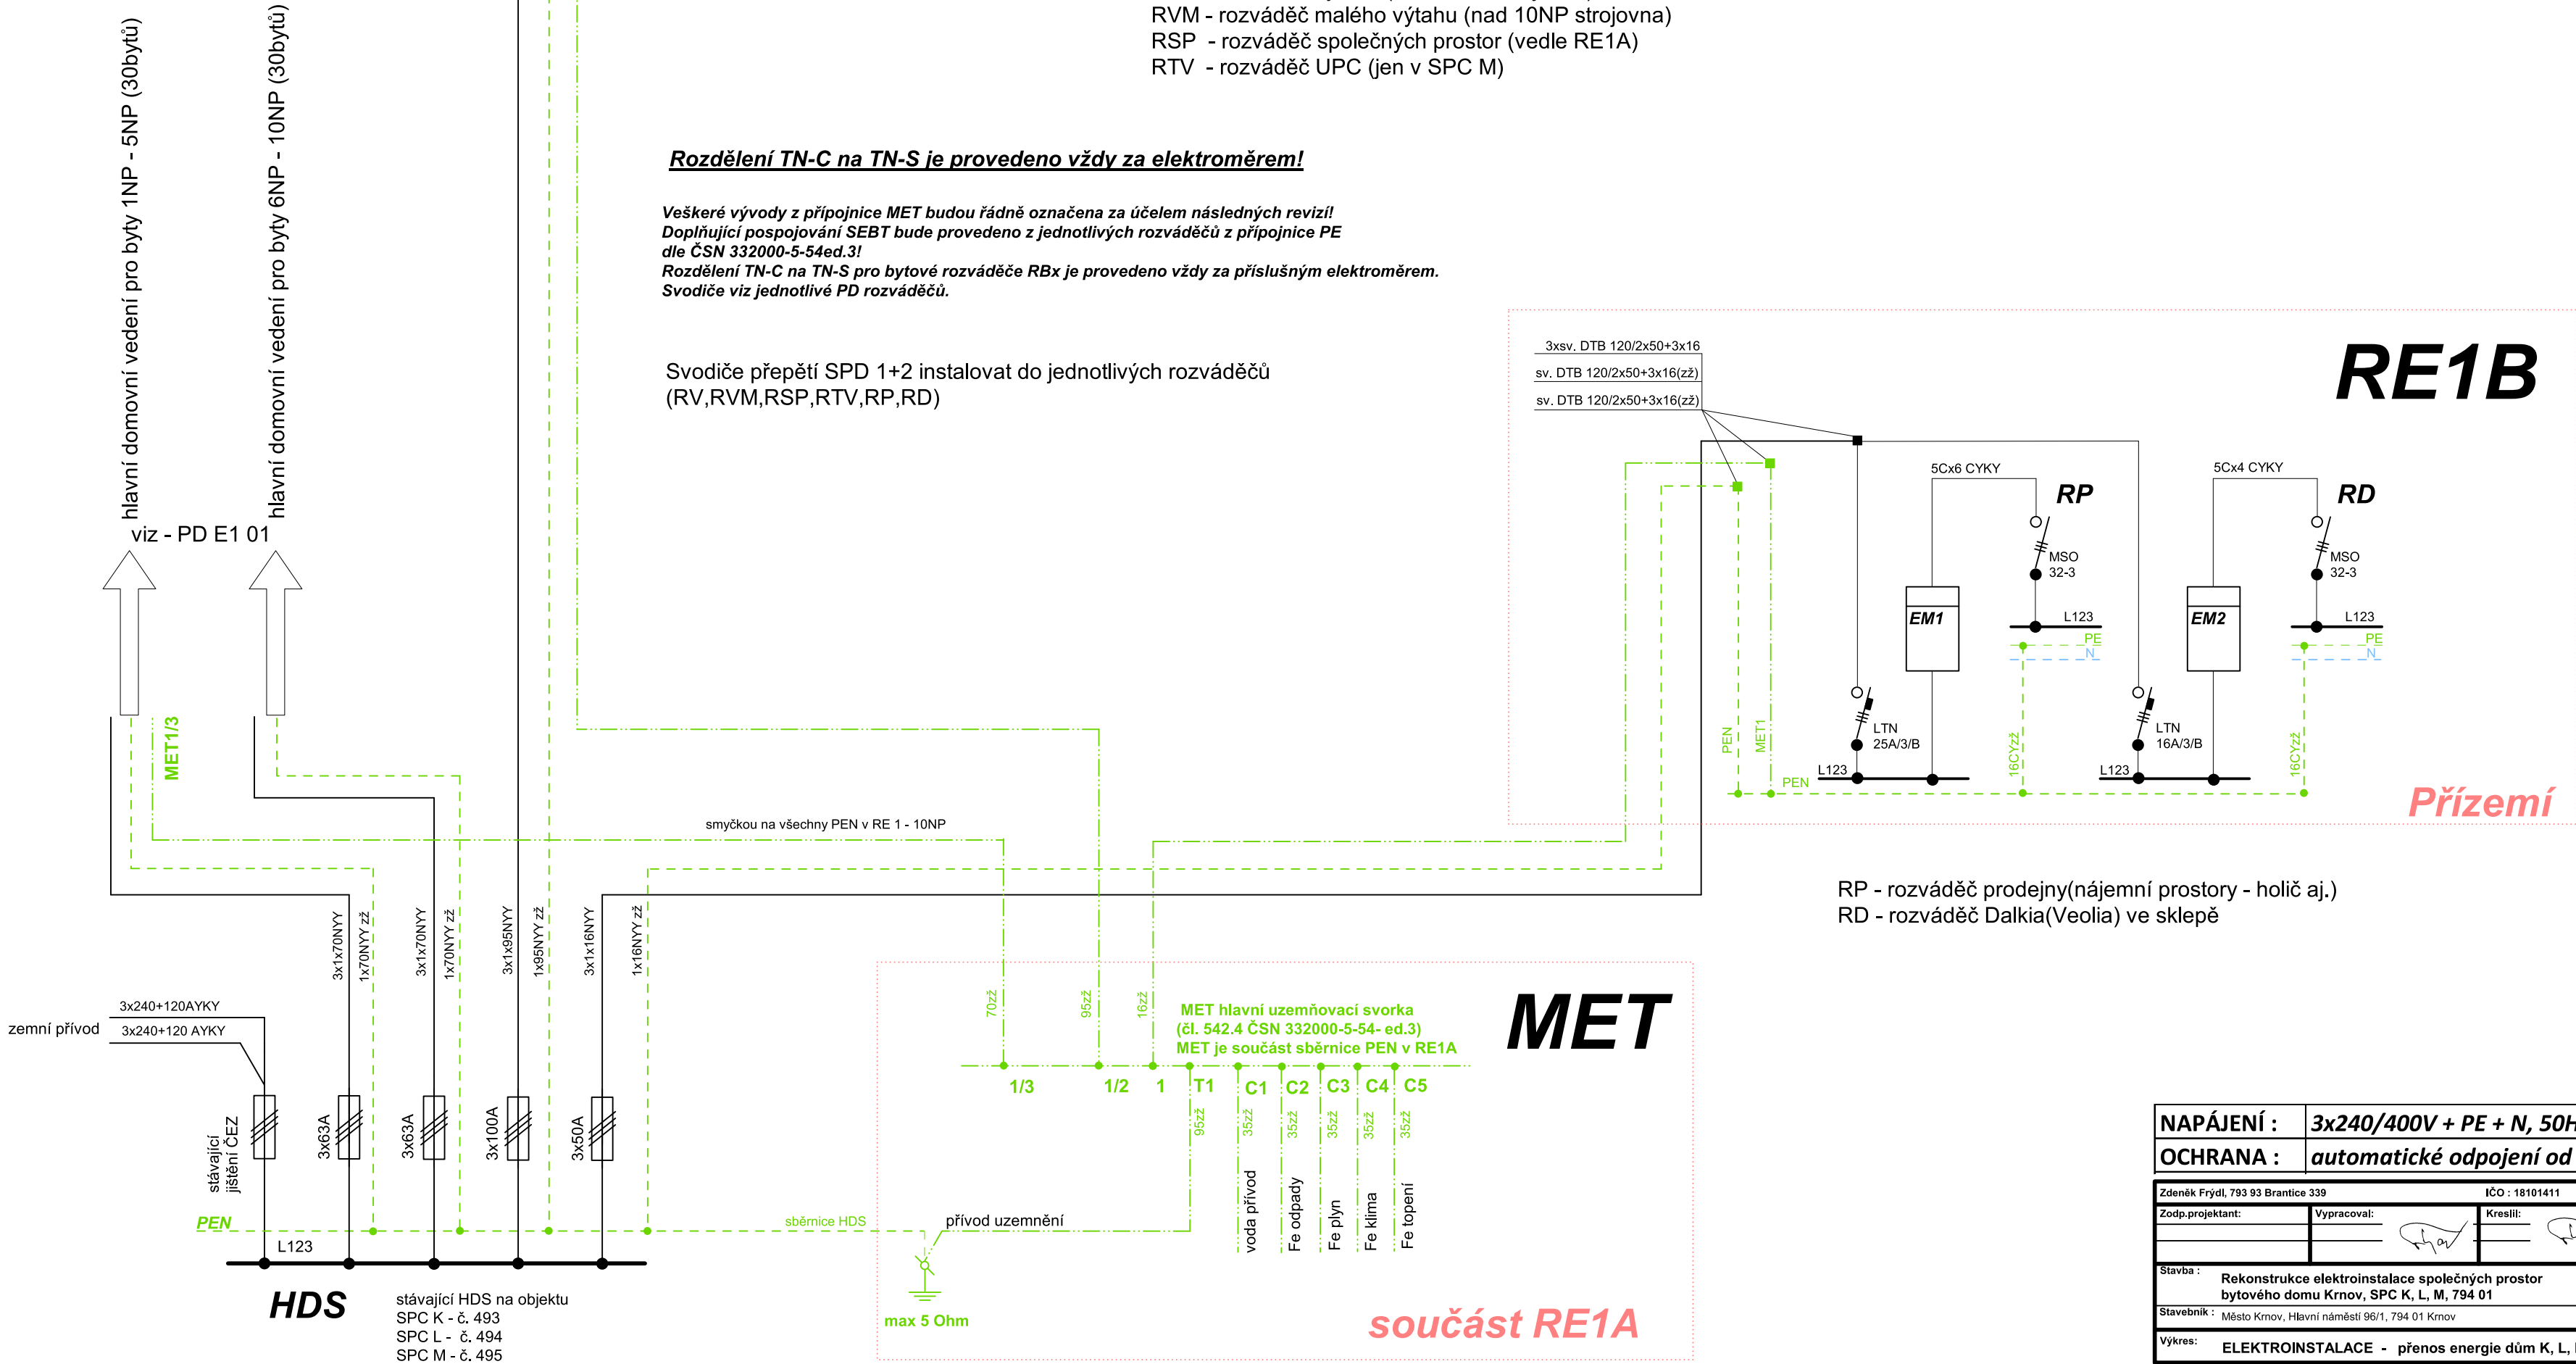 RVM - rozváděč malého výtahu (nad 10NP strojovna)
RSP - rozváděč společných prostor (vedle RE1A)
RTV - rozváděč UPC (jen v SPC M)
hlavní domovní vedení pro byty 1NP - 5NP (30bytů)
hlavní domovní vedení pro byty 6NP - 10NP (30bytů)
viz - PD E1 01
Rozdělení TN-C na TN-S je provedeno vždy za elektroměrem!
Veškeré vývody z přípojnice MET budou řádně označena za účelem následných revizí!
Doplňující pospojování SEBT bude provedeno z jednotlivých rozváděčů z přípojnice PE
dle ČSN 332000-5-54ed.3!
Rozdělení TN-C na TN-S pro bytové rozváděče RBx je provedeno vždy za příslušným elektroměrem.
Svodiče viz jednotlivé PD rozváděčů.
Svodiče přepětí SPD 1+2 instalovat do jednotlivých rozváděčů
(RV,RVM,RSP,RTV,RP,RD)
3xsv. DTB 120/2x50+3x16
sv. DTB 120/2x50+3x16(zž)
sv. DTB 120/2x50+3x16(zž)
RE1B
5Cx6 CYKY
RP
MSO
32-3
L123
PE
N
EM1
LTN
25A/3/B
L123
16CYzž
5Cx4 CYKY
RD
MSO
32-3
L123
PE
N
EM2
LTN
16A/3/B
L123
16CYzž
PEN
MET1
PEN
Přízemí
RP - rozváděč prodejny(nájemní prostory - holič aj.)
RD - rozváděč Dalkia(Veolia) ve sklepě
MET1/3
smyčkou na všechny PEN v RE 1 - 10NP
3x1x70NYY
1x70NYY zž
3x1x70NYY
1x70NYY zž
3x1x95NYY
1x95NYY zž
3x1x16NYY
1x16NYY zž
zemní přívod
3x240+120AYKY
3x240+120 AYKY
stávající
jištění ČEZ
3x63A
3x63A
3x100A
3x50A
PEN
L123
sběrnice HDS
HDS
stávající HDS na objektu
SPC K - č. 493
SPC L - č. 494
SPC M - č. 495
MET
70zž
95zž
16zž
MET hlavní uzemňovací svorka
(čl. 542.4 ČSN 332000-5-54- ed.3)
MET je součást sběrnice PEN v RE1A
1/3
1/2
1
T1
C1
C2
C3
C4
C5
95zž
35zž
35zž
35zž
35zž
35zž
voda přívod
Fe odpady
Fe plyn
Fe klima
Fe topení
přívod uzemnění
max 5 Ohm
součást RE1A
NAPÁJENÍ : 3x240/400V + PE + N, 50H
OCHRANA : automatické odpojení od
Zdeněk Frýdl, 793 93 Brantice 339 IČO : 18101411
Zodp.projektant: Vypracoval: Kreslil:
Stavba : Rekonstrukce elektroinstalace společných prostor
bytového domu Krnov, SPC K, L, M, 794 01
Stavebník : Město Krnov, Hlavní náměstí 96/1, 794 01 Krnov
Výkres: ELEKTROINSTALACE - přenos energie dům K, L,